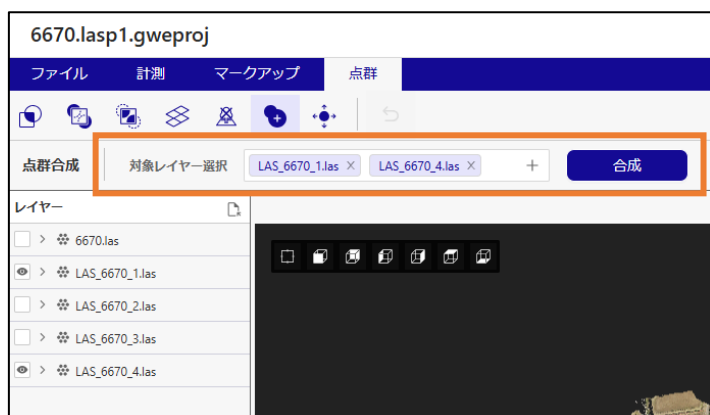 6670.lasp1.gweproj
ファイル 計測 マークアップ 点群
点群合成 対象レイヤー選択 LAS_6670_1.las × LAS_6670_4.las × + 合成
レイヤー
6670.las
LAS_6670_1.las
LAS_6670_2.las
LAS_6670_3.las
LAS_6670_4.las